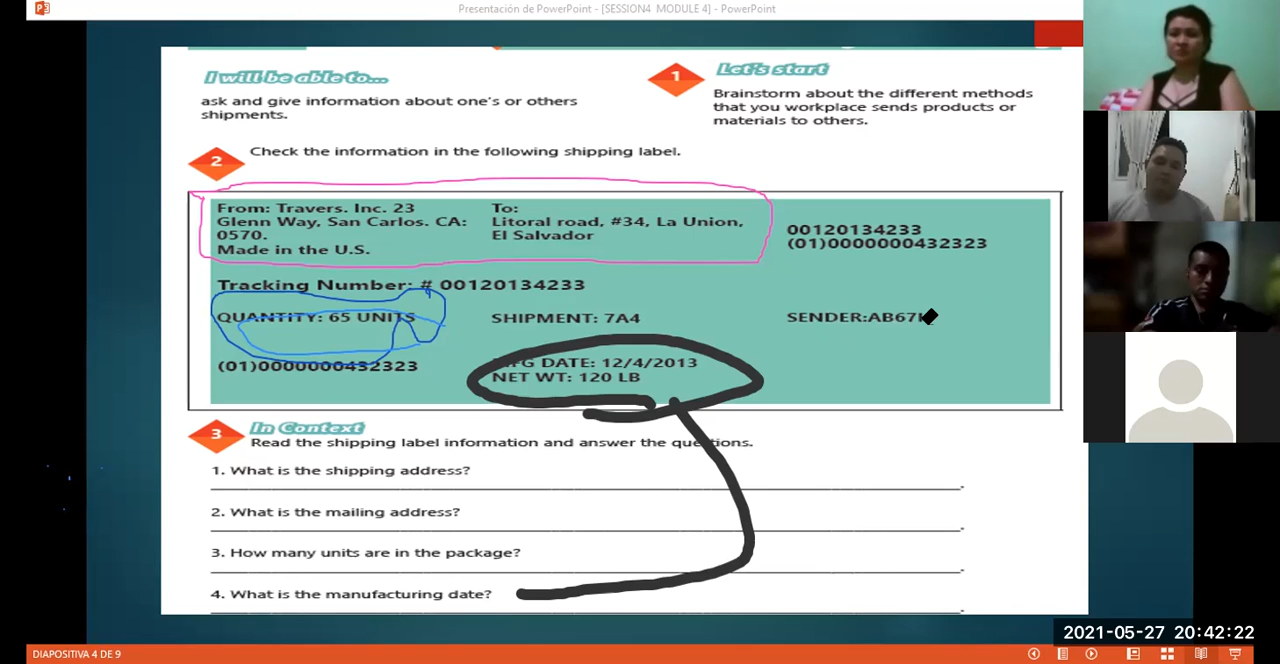 Presentación de PowerPoint - [SESSION4 MODULE 4] - PowerPoint
I will be able to...
ask and give information about one's or others
shipments.
1
Let's start
Brainstorm about the different methods
that you workplace sends products or
materials to others.
2
Check the information in the following shipping label.
From: Travers. Inc. 23
Glenn Way, San Carlos. CA:
0570.
Made in the U.S.
To:
Litoral road, #34, La Union,
El Salvador
00120134233
(01)0000000432323
Tracking Number: # 00120134233
QUANTITY: 65 UNITS
SHIPMENT: 7A4
SENDER:AB67
(01)0000000432323
DATE: 12/4/2013
NET WT: 120 LB
3
In Context
Read the shipping label information and answer the questions.
1. What is the shipping address?
2. What is the mailing address?
3. How many units are in the package?
4. What is the manufacturing date?
2021-05-27 20:42:22
DIAPOSITIVA 4 DE 9